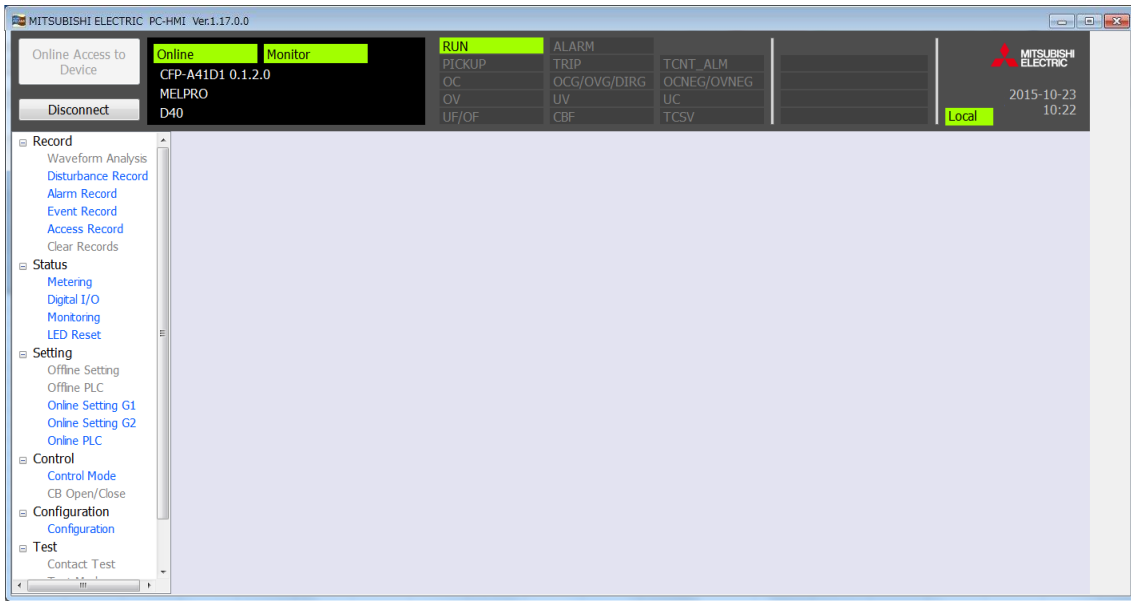 MITSUBISHI ELECTRIC PC-HMI Ver.1.17.0.0
Online Access to
Device
Disconnect
Online Monitor
CFP-A41D1 0.1.2.0
MELPRO
D40
RUN ALARM
PICKUP TRIP TCNT_ALM
OC OCG/OVG/DIRG OCNEG/OVNEG
OV UV UC
UF/OF CBF TCSV
Local
MITSUBISHI
ELECTRIC
2015-10-23
10:22
Record
Waveform Analysis
Disturbance Record
Alarm Record
Event Record
Access Record
Clear Records
Status
Metering
Digital I/O
Monitoring
LED Reset
Setting
Offline Setting
Offline PLC
Online Setting G1
Online Setting G2
Online PLC
Control
Control Mode
CB Open/Close
Configuration
Configuration
Test
Contact Test